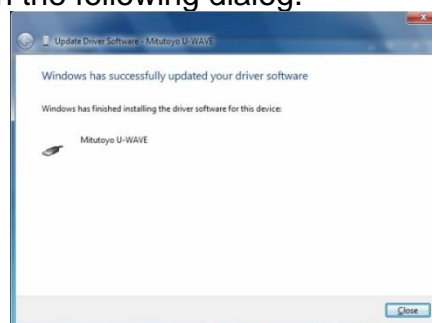 n the following dialog:
Update Driver Software - Mitutoyo U-WAVE
Windows has successfully updated your driver software
Windows has finished installing the driver software for this device:
Mitutoyo U-WAVE
Close